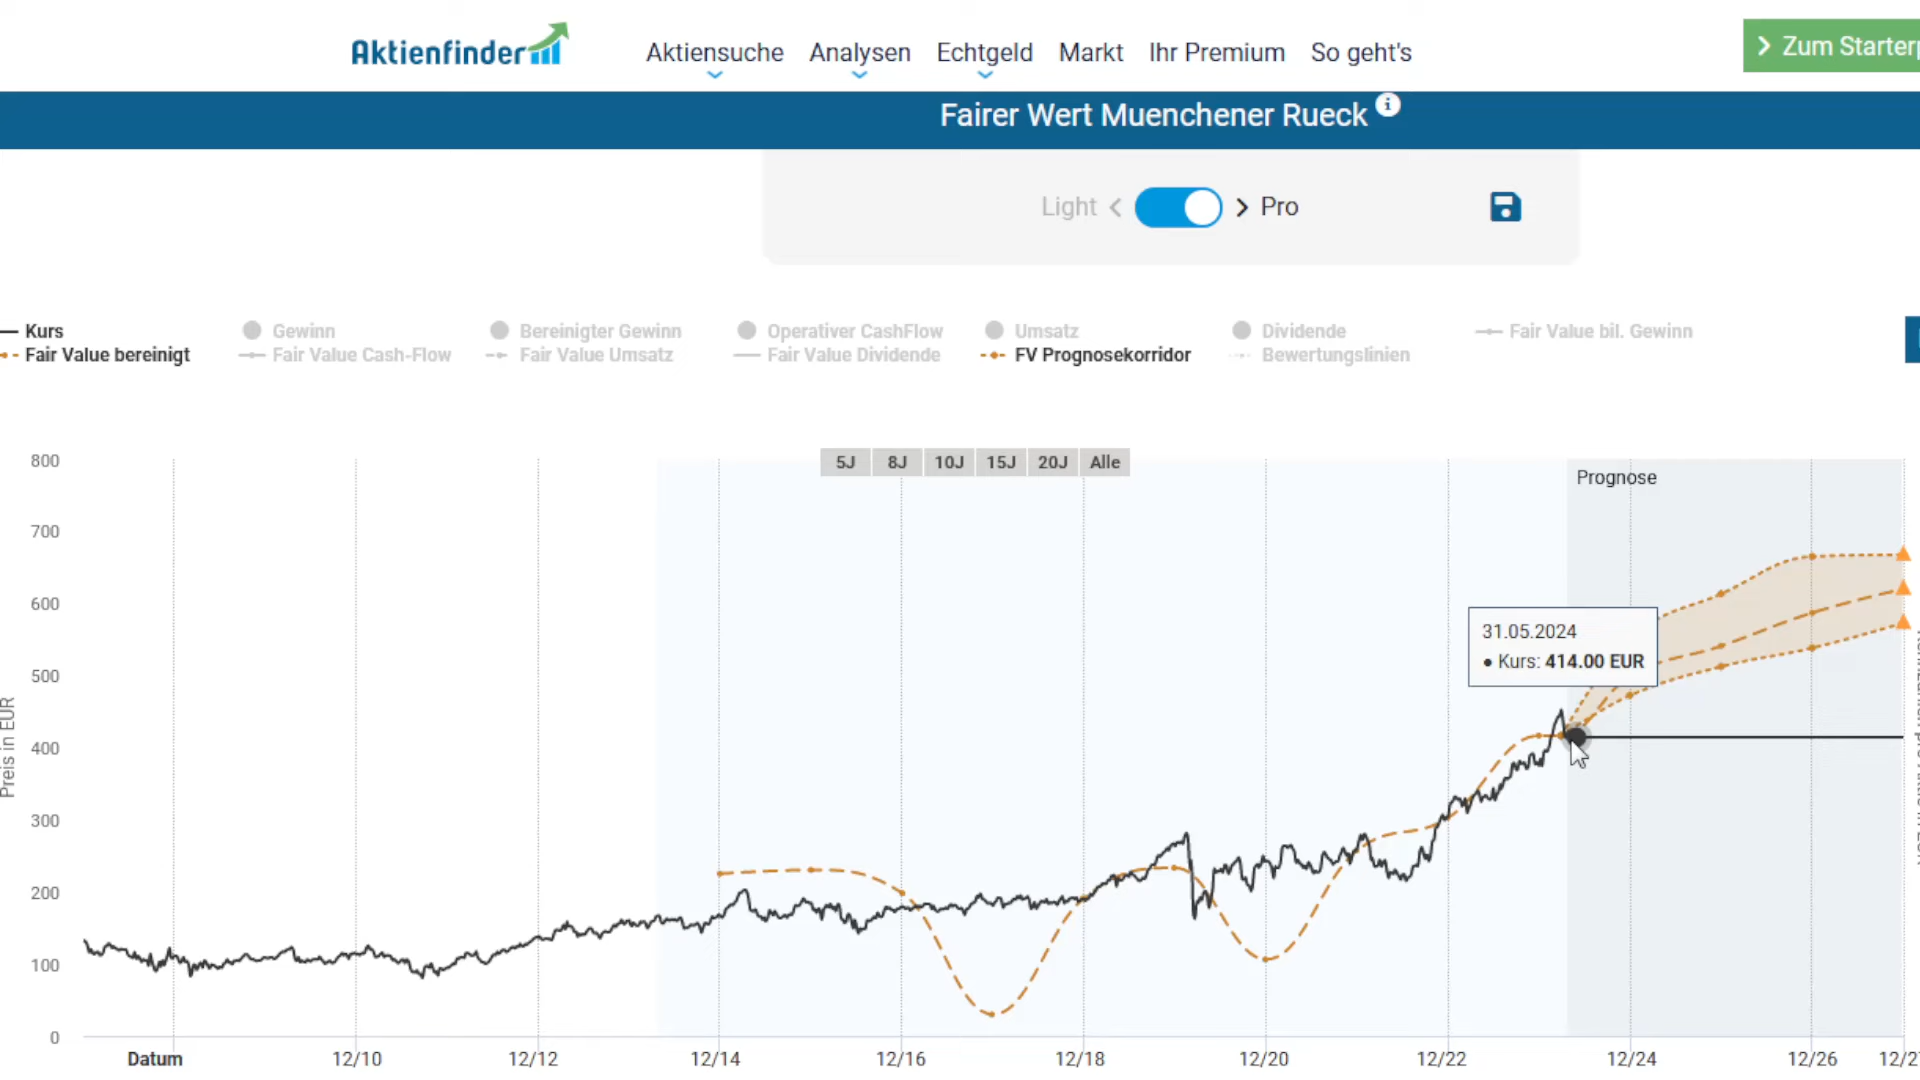 Aktienfinder
Aktiensuche Analysen Echtgeld Markt Ihr Premium So geht's
Zum Starter
Fairer Wert Muenchener Rueck i
Light < > Pro
Kurs Gewinn Bereinigter Gewinn Operativer CashFlow Umsatz Dividende Fair Value bil. Gewinn
Fair Value bereinigt Fair Value Cash-Flow Fair Value Umsatz Fair Value Dividende FV Prognosekorridor Bewertungslinien
5J 8J 10J 15J 20J Alle
Prognose
800
700
600
500
400
300
200
100
0
Preis in EUR
31.05.2024
• Kurs: 414.00 EUR
Datum 12/10 12/12 12/14 12/16 12/18 12/20 12/22 12/24 12/26 12/27